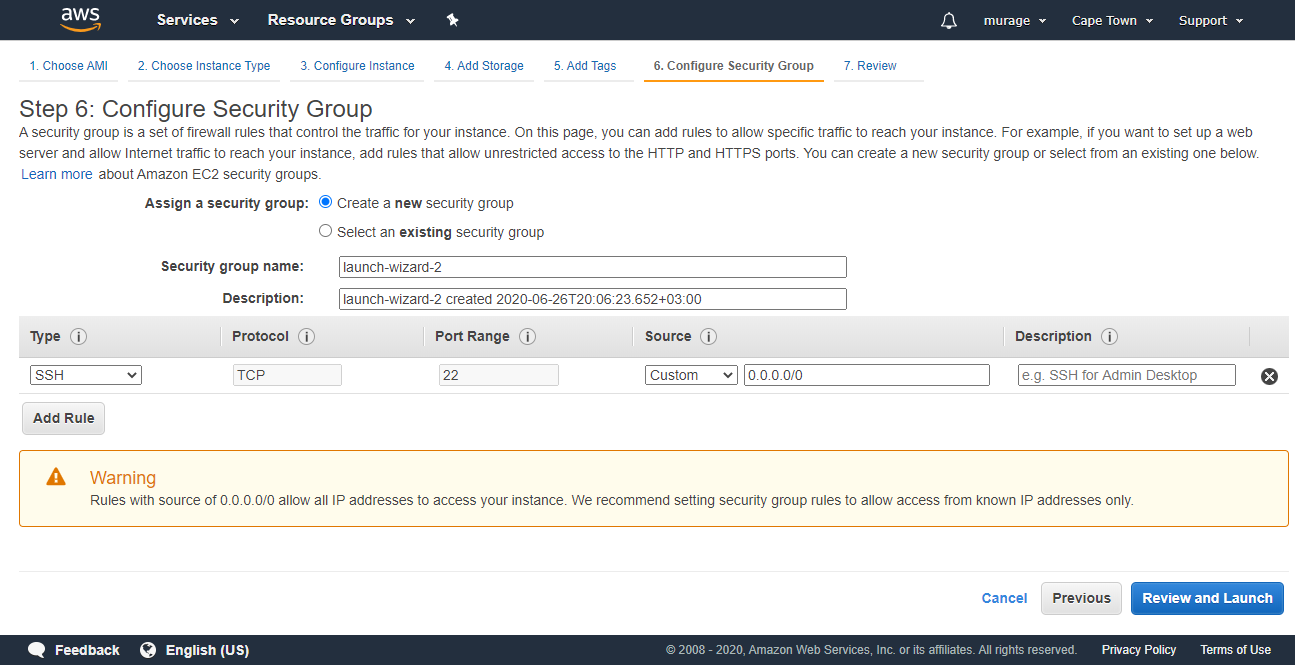 aws Services Resource Groups murage Cape Town Support
1. Choose AMI 2. Choose Instance Type 3. Configure Instance 4. Add Storage 5. Add Tags 6. Configure Security Group 7. Review
Step 6: Configure Security Group
A security group is a set of firewall rules that control the traffic for your instance. On this page, you can add rules to allow specific traffic to reach your instance. For example, if you want to set up a web
server and allow Internet traffic to reach your instance, add rules that allow unrestricted access to the HTTP and HTTPS ports. You can create a new security group or select from an existing one below.
Learn more about Amazon EC2 security groups.
Assign a security group: Create a new security group
Select an existing security group
Security group name: launch-wizard-2
Description: launch-wizard-2 created 2020-06-26T20:06:23.652+03:00
Type i Protocol i Port Range i Source i Description i
SSH TCP 22 Custom 0.0.0.0/0 e.g. SSH for Admin Desktop
Add Rule
Warning
Rules with source of 0.0.0.0/0 allow all IP addresses to access your instance. We recommend setting security group rules to allow access from known IP addresses only.
Cancel Previous Review and Launch
Feedback English (US) © 2008 - 2020, Amazon Web Services, Inc. or its affiliates. All rights reserved. Privacy Policy Terms of Use